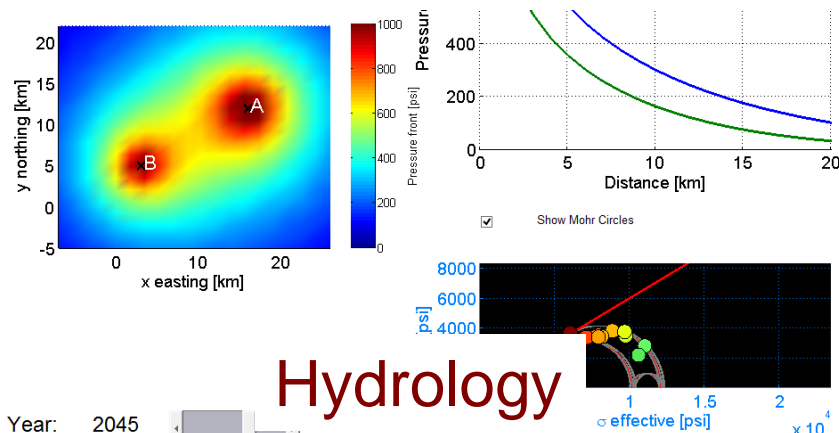 20
15
10
5
0
-5
y northing [km]
0
10
20
x easting [km]
A
B
1000
800
600
400
200
0
Pressure front [psi]
400
200
0
Pressure
0
5
10
15
20
Distance [km]
Show Mohr Circles
8000
6000
4000
psi]
1
2
x 10^4
σ effective [psi]
Hydrology
Year: 2045